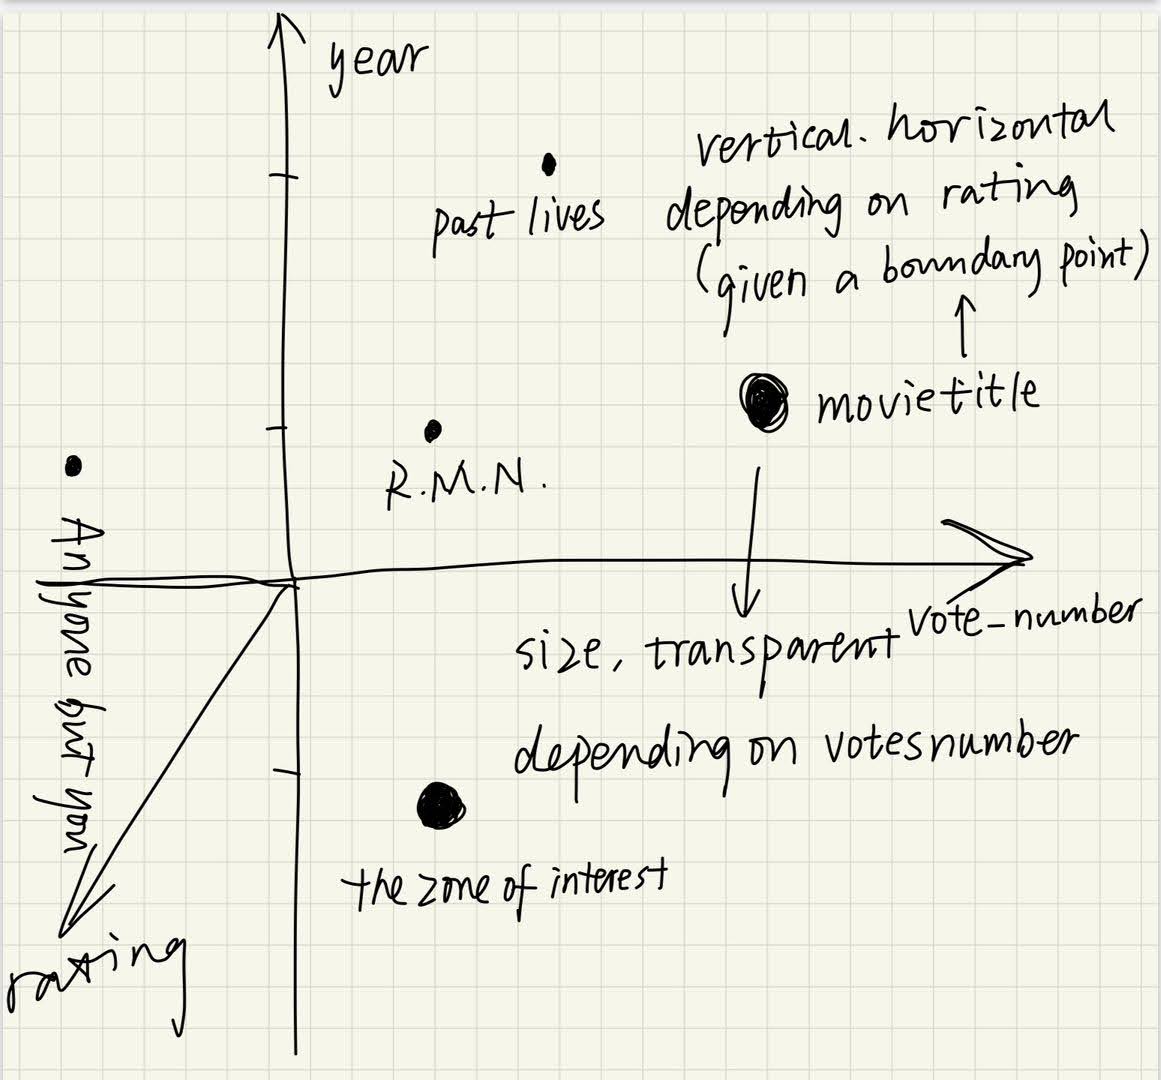 year
vertical. horizontal
depending on rating
(given a boundary point)
past lives
movietitle
R.M.N.
Anyone but you
vote_number
size, transparent
depending on votesnumber
the zone of interest
rating